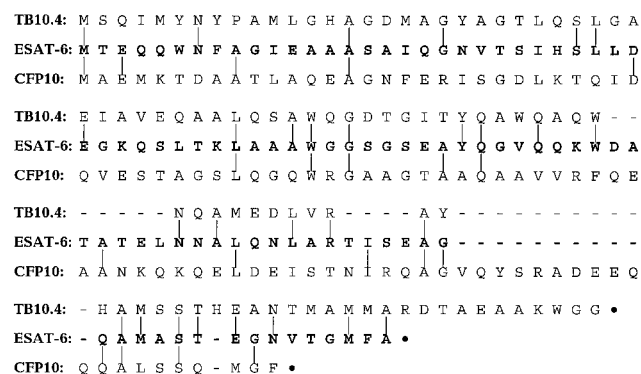 TB10.4: M S Q I M Y N Y P A M L G H A G D M A G Y A G T L Q S L G A
ESAT-6: M T E Q Q W N F A G I E A A A S A I Q G N V T S I H S L L D
CFP10: M A E M K T D A A T L A Q E A G N F E R I S G D L K T Q I D
TB10.4: E I A V E Q A A L Q S A W Q G D T G I T Y Q A W Q A Q W - -
ESAT-6: E G K Q S L T K L A A A W G G S G S E A Y Q G V Q Q K W D A
CFP10: Q V E S T A G S L Q G Q W R G A A G T A A Q A A V V R F Q E
TB10.4: - - - - - N Q A M E D L V R - - - - A Y
ESAT-6: T A T E L N N A L Q N L A R T I S E A G - - - - - - - - - -
CFP10: A A N K Q K Q E L D E I S T N I R Q A G V Q Y S R A D E E Q
TB10.4: - H A M S S T H E A N T M A M M A R D T A E A A K W G G •
ESAT-6: - Q A M A S T - E G N V T G M F A •
CFP10: Q Q A L S S Q - M G F •